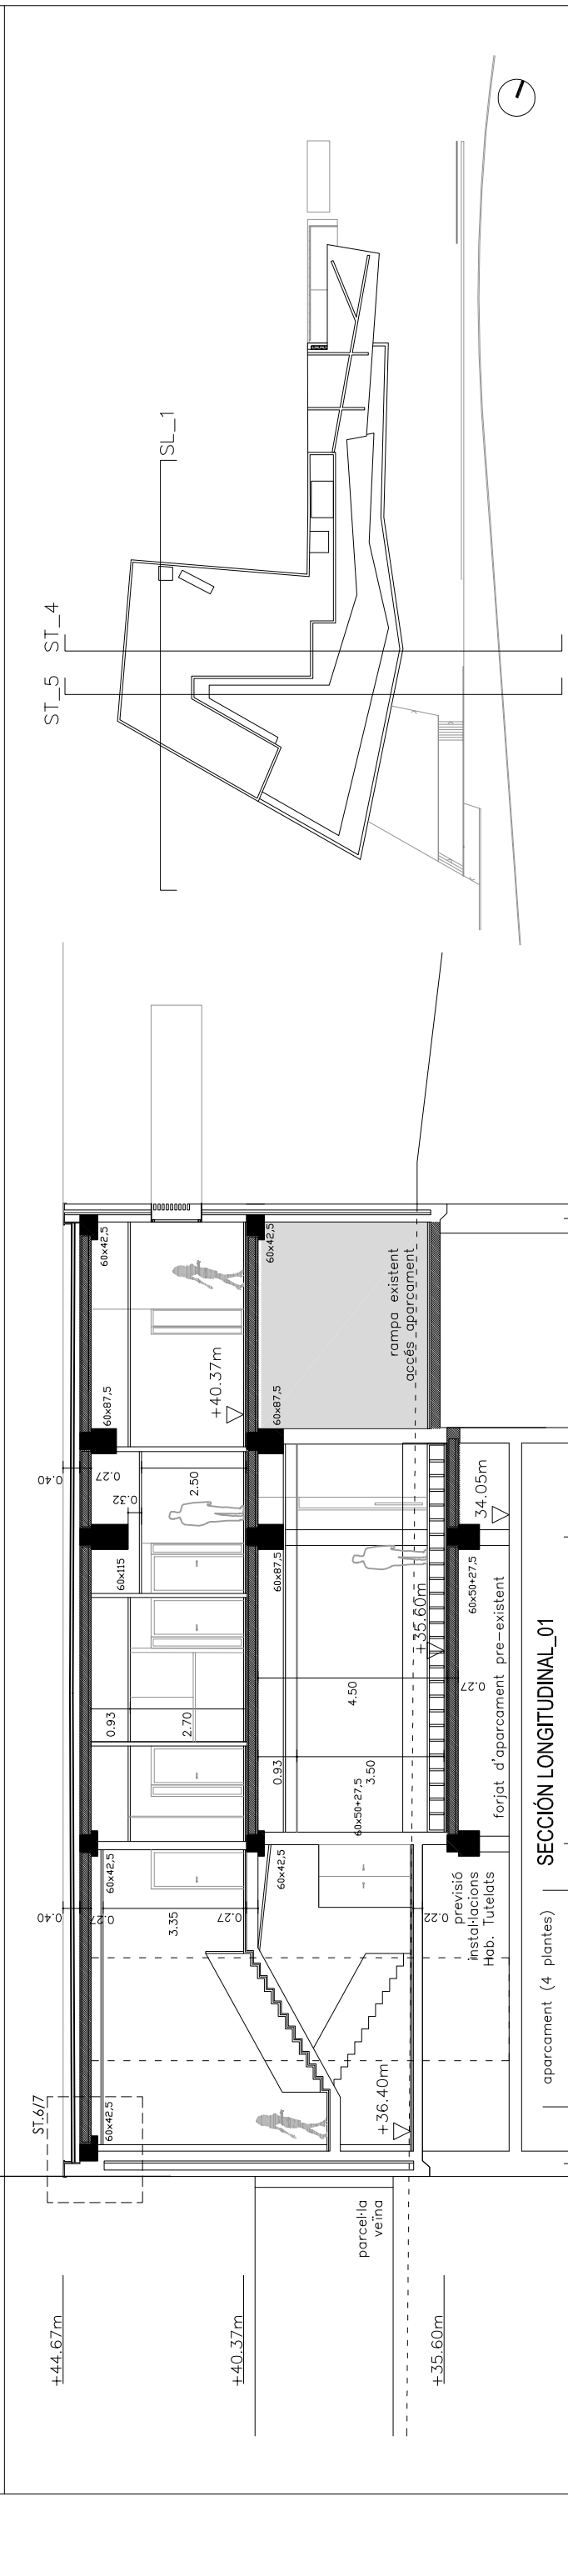 SL_1
ST_4
ST_5
60x42,5
60x42,5
rampa existent
accés aparcament
+40.37m
60x87,5
60x87,5
0.40
0.27
0.32
2.50
34.05m
60x115
60x87,5
60x50+27,5
+35.60m
forjat d'aparcament pre-existent
0.27
4.50
0.93
2.70
0.93
3.50
60x50+27,5
SECCIÓN LONGITUDINAL_01
60x42,5
60x42,5
0.40
0.27
3.35
0.27
0.22
previsió
instal·lacions
Hab. Tutelats
aparcament (4 plantes)
ST.6/7
60x42,5
+36.40m
parcel·la
veïna
+44.67m
+40.37m
+35.60m